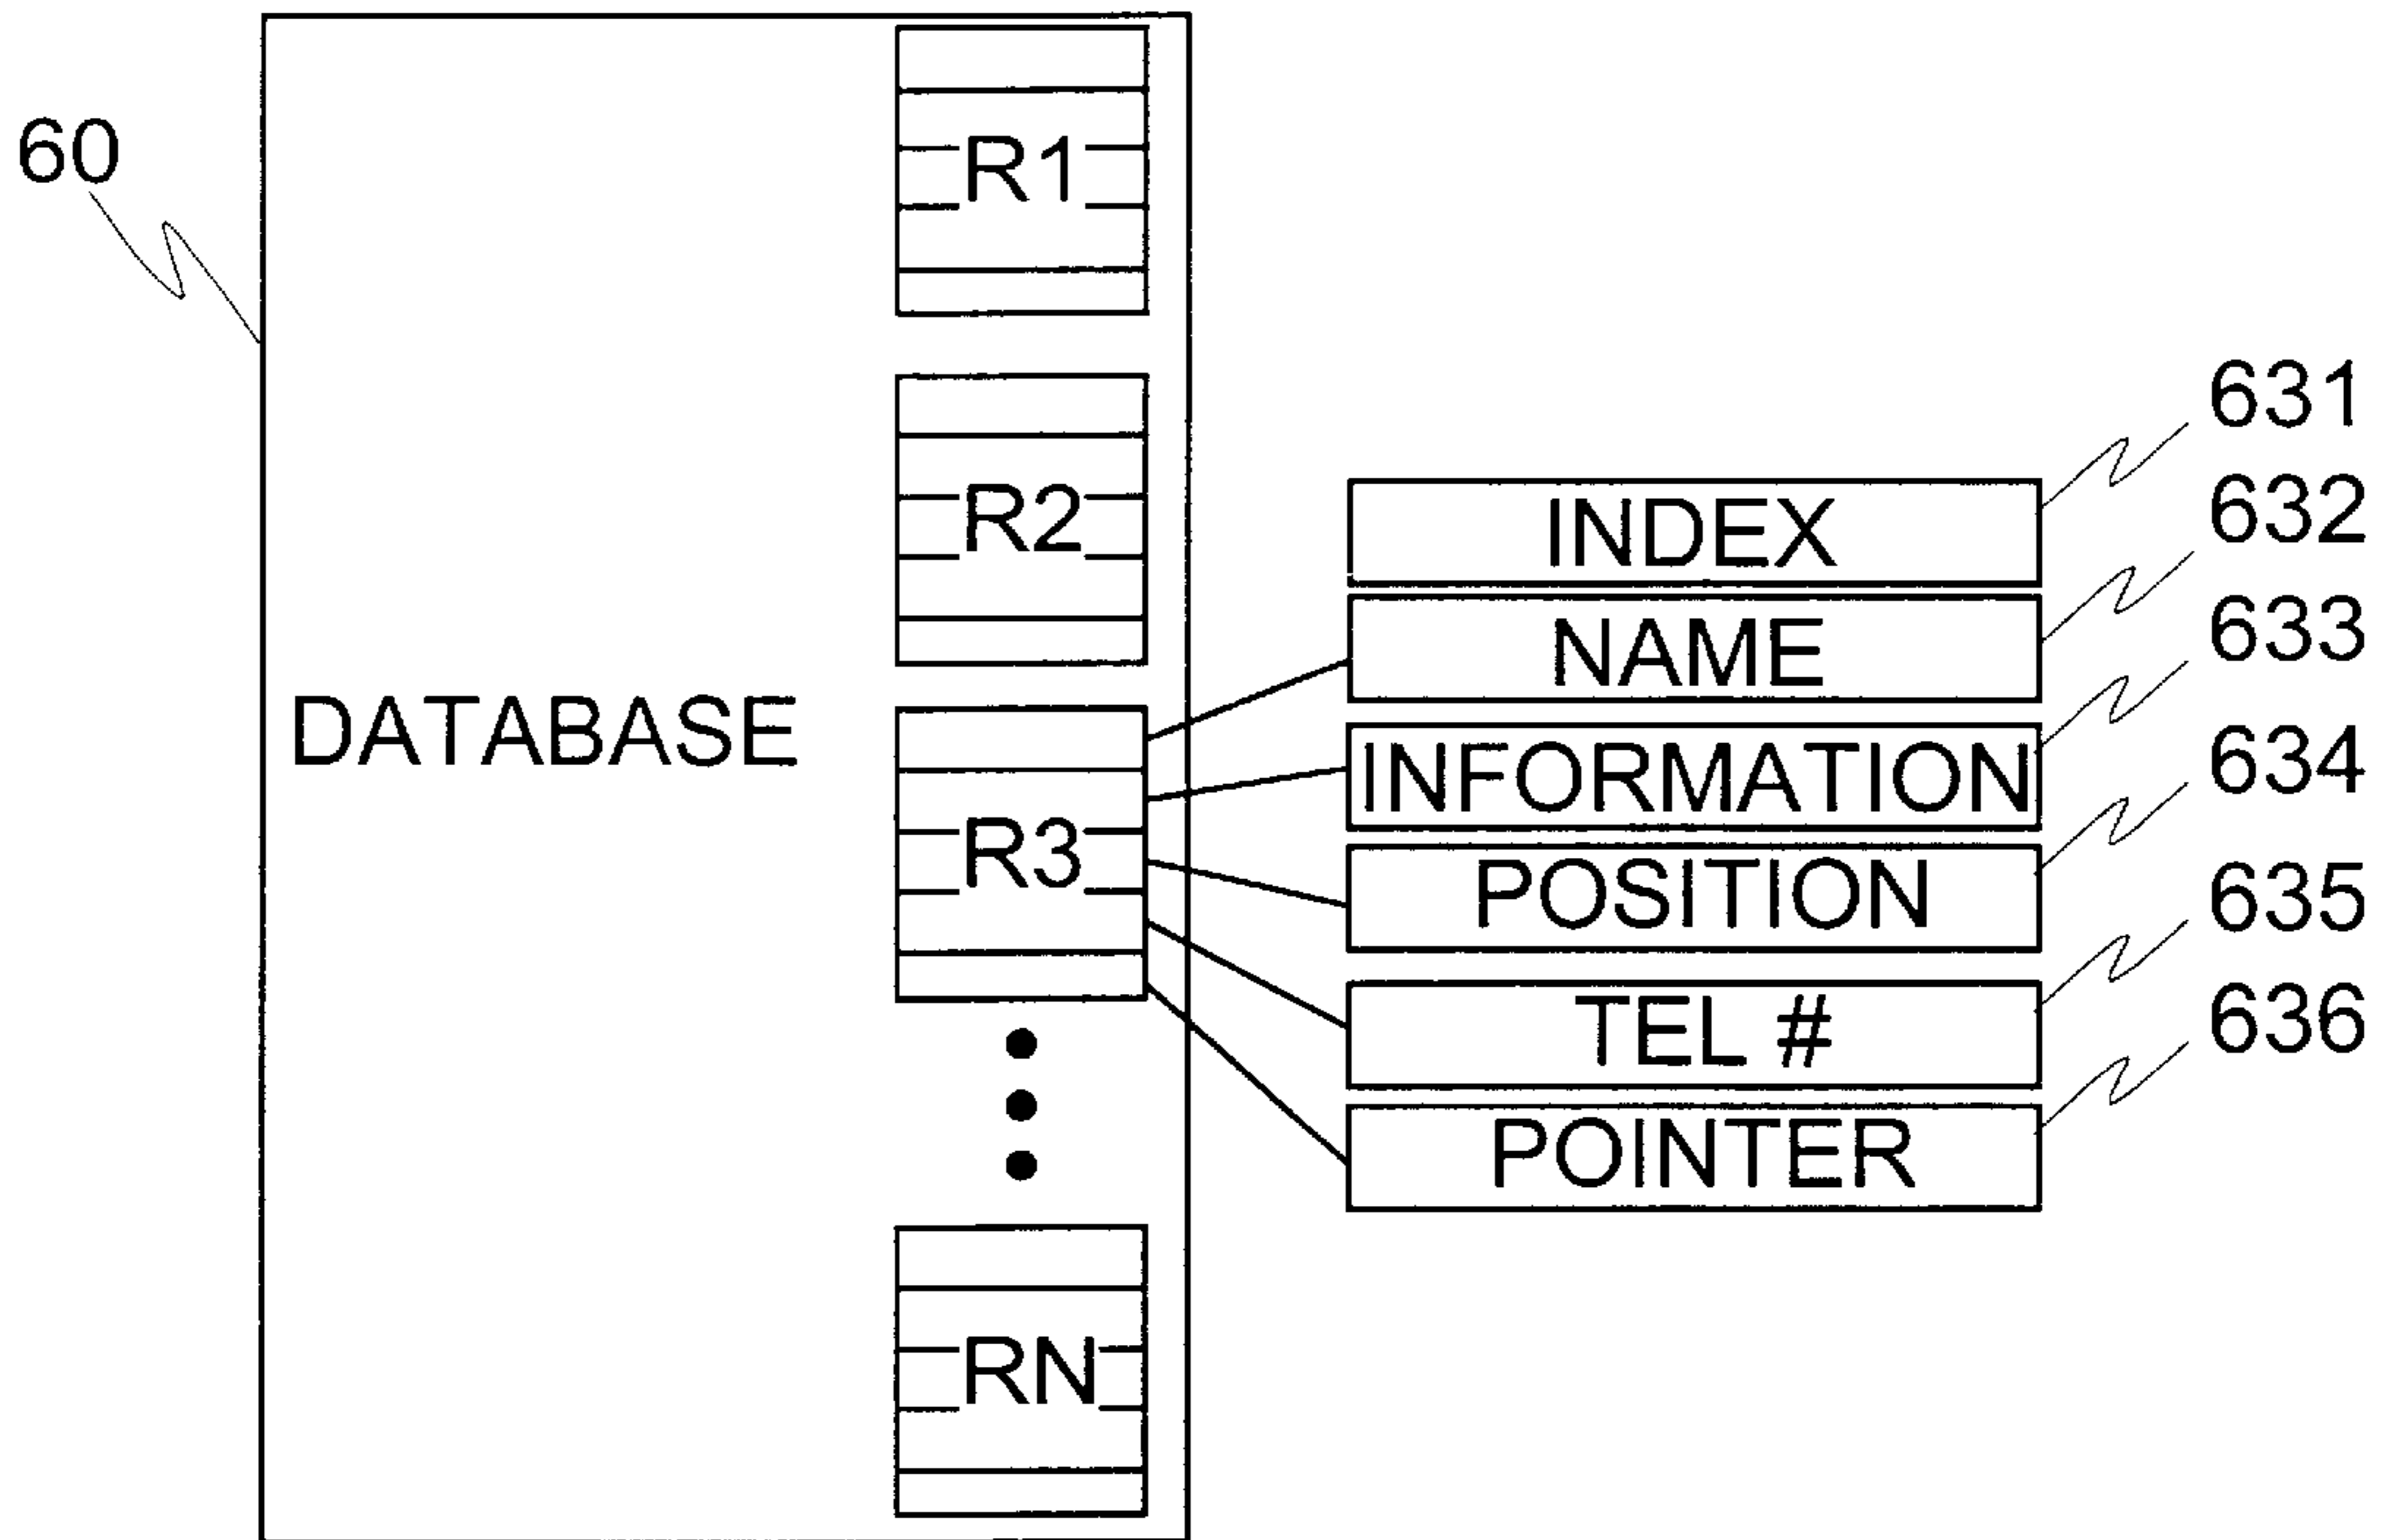 60
R1
R2
DATABASE
R3
RN
INDEX
NAME
INFORMATION
POSITION
TEL #
POINTER
631
632
633
634
635
636